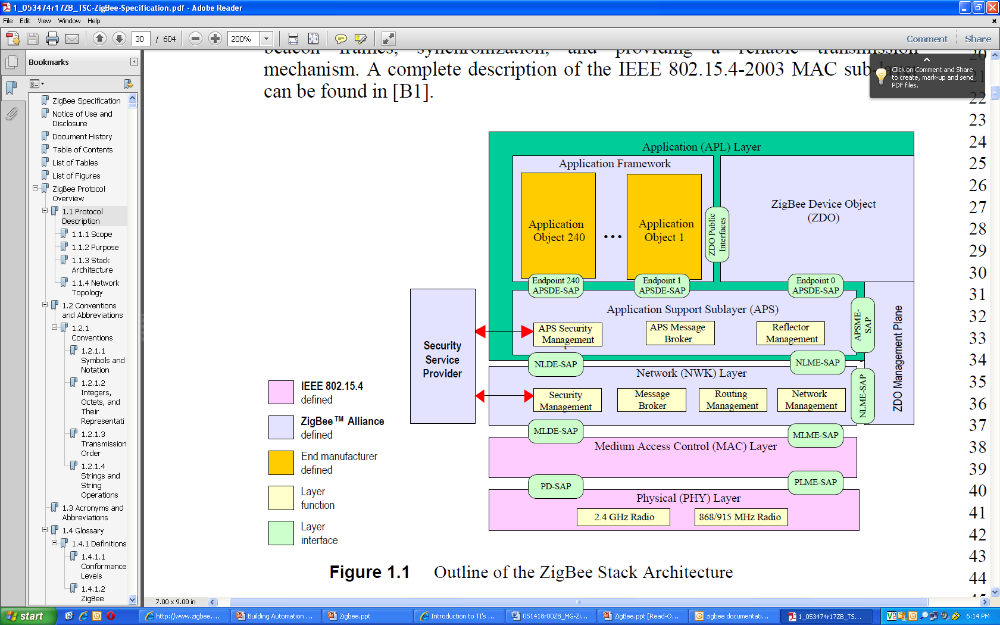 1_053474r17ZB_TSC-ZigBee-Specification.pdf - Adobe Reader
File Edit View Window Help
30 / 604
200%
Comment
Share
Bookmarks
ZigBee Specification
Notice of Use and
Disclosure
Document History
Table of Contents
List of Tables
List of Figures
ZigBee Protocol
Overview
1.1 Protocol
Description
1.1.1 Scope
1.1.2 Purpose
1.1.3 Stack
Architecture
1.1.4 Network
Topology
1.2 Conventions
and Abbreviations
1.2.1
Conventions
1.2.1.1
Symbols and
Notation
1.2.1.2
Integers,
Octets, and
Their
Representati
1.2.1.3
Transmission
Order
1.2.1.4
Strings and
String
Operations
1.3 Acronyms and
Abbreviations
1.4 Glossary
1.4.1 Definitions
1.4.1.1
Conformance
Levels
1.4.1.2
ZigBee
beacon frames, synchronization, and providing a reliable transmission
mechanism. A complete description of the IEEE 802.15.4-2003 MAC sub-layer
can be found in [B1].
Click on Comment and Share
to create, mark-up and send
PDF files.
20
21
22
23
24
25
26
27
28
29
30
31
32
33
34
35
36
37
38
39
40
41
42
43
44
Application (APL) Layer
Application Framework
Application
Object 240
...
Application
Object 1
ZDO Public
Interfaces
ZigBee Device Object
(ZDO)
Endpoint 240
APSDE-SAP
Endpoint 1
APSDE-SAP
Endpoint 0
APSDE-SAP
Application Support Sublayer (APS)
APS Security
Management
APS Message
Broker
Reflector
Management
APSME-
SAP
ZDO Management Plane
Security
Service
Provider
NLDE-SAP
NLME-SAP
Network (NWK) Layer
Security
Management
Message
Broker
Routing
Management
Network
Management
NLME-SAP
MLDE-SAP
MLME-SAP
Medium Access Control (MAC) Layer
PD-SAP
PLME-SAP
Physical (PHY) Layer
2.4 GHz Radio
868/915 MHz Radio
IEEE 802.15.4
defined
ZigBee™ Alliance
defined
End manufacturer
defined
Layer
function
Layer
interface
Figure 1.1 Outline of the ZigBee Stack Architecture
7.00 x 9.00 in
start
http://www.zigbee....
Building Automation ...
Zigbee.ppt
Introduction to TI's ...
051418r00ZB_MG-Zi...
ZigBee.ppt [Read-O...
zigbee documentati...
1_053474r17ZB_TS...
6:14 PM